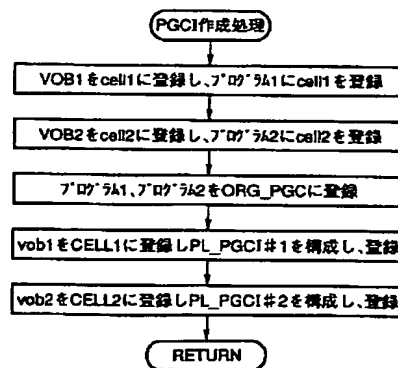 PGCI作成処理
VOB1をcell1に登録し、プログラム1にcell1を登録
VOB2をcell2に登録し、プログラム2にcell2を登録
プログラム1、プログラム2をORG_PGCに登録
vob1をCELL1に登録しPL_PGCI#1を構成し、登録
vob2をCELL2に登録しPL_PGCI#2を構成し、登録
RETURN